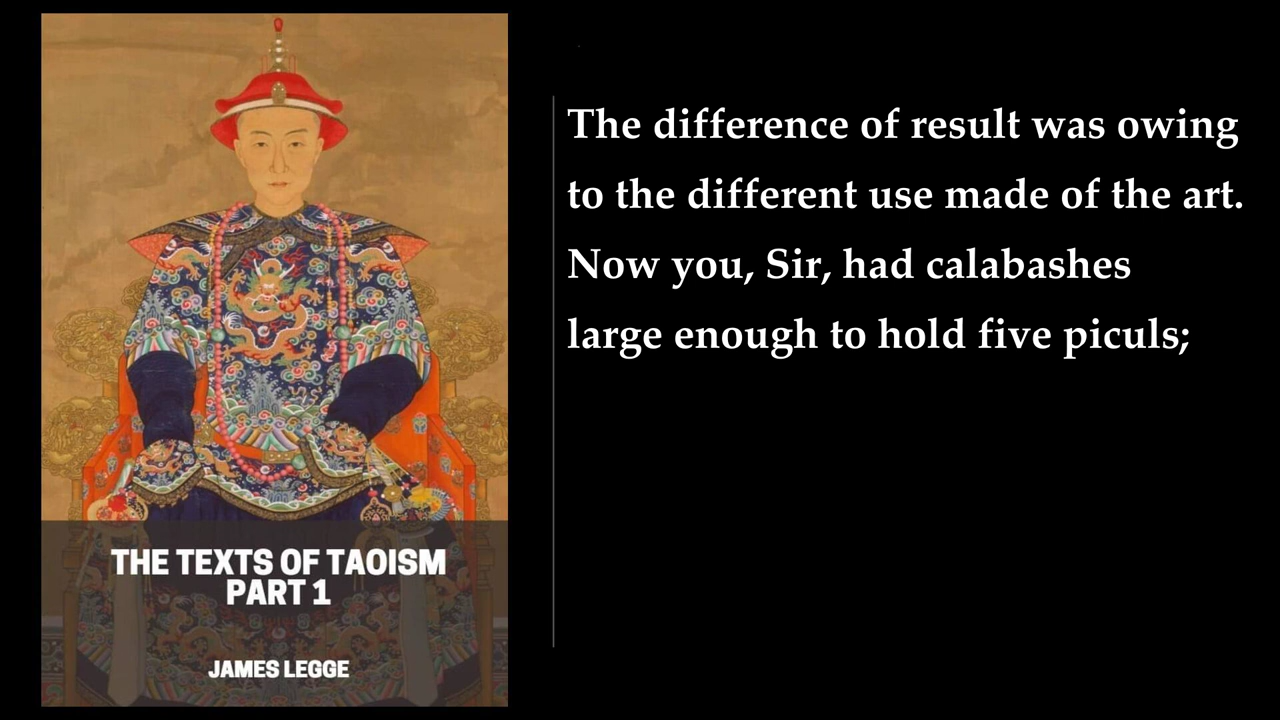 THE TEXTS OF TAOISM
PART 1
JAMES LEGGE
The difference of result was owing
to the different use made of the art.
Now you, Sir, had calabashes
large enough to hold five piculs;